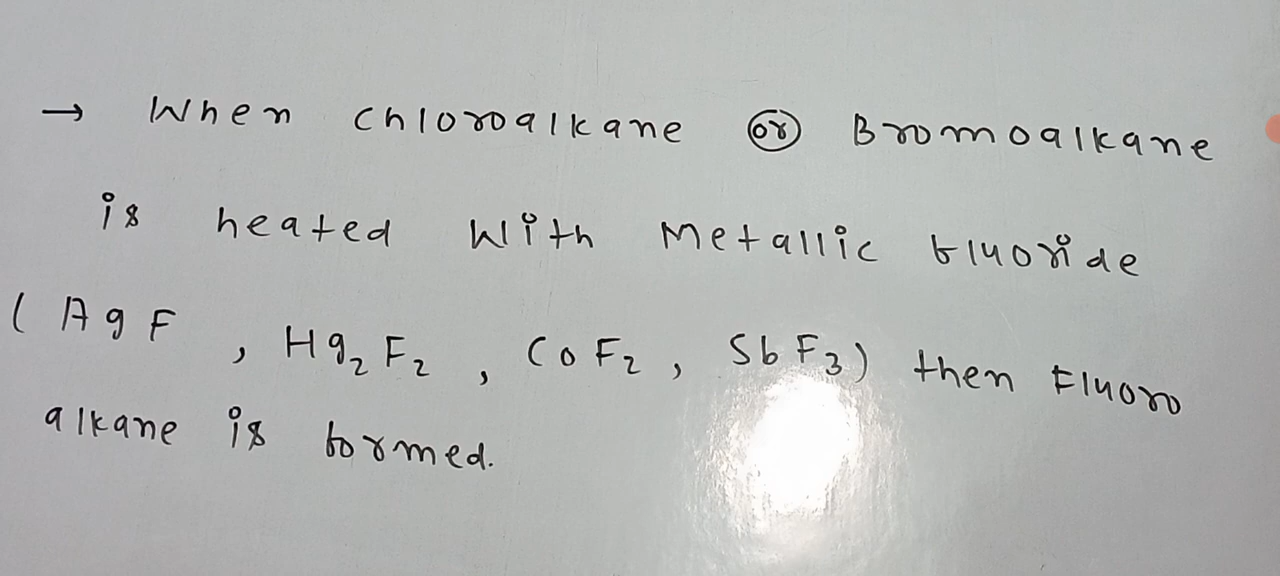 → When chloroalkane (or) Bromoalkane
is heated with Metallic fluoride
(AgF, Hg₂F₂, CoF₂, SbF₃) then Fluoro
alkane is formed.